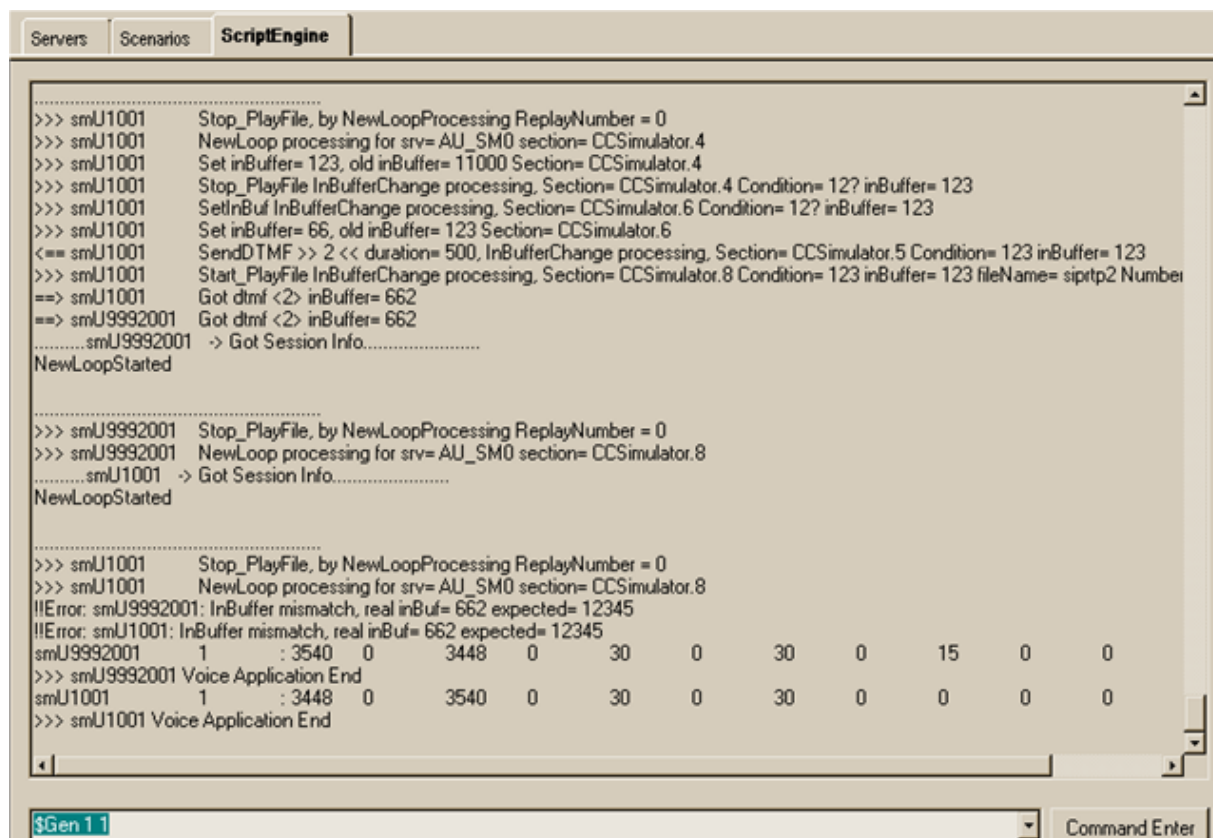 Servers Scenarios ScriptEngine
.........................................................
>>> smU1001 Stop_PlayFile, by NewLoopProcessing ReplayNumber = 0
>>> smU1001 NewLoop processing for srv= AU_SM0 section= CCSimulator.4
>>> smU1001 Set inBuffer= 123, old inBuffer= 11000 Section= CCSimulator.4
>>> smU1001 Stop_PlayFile InBufferChange processing, Section= CCSimulator.4 Condition= 12? inBuffer= 123
>>> smU1001 SetInBuf InBufferChange processing, Section= CCSimulator.6 Condition= 12? inBuffer= 123
>>> smU1001 Set inBuffer= 66, old inBuffer= 123 Section= CCSimulator.6
<== smU1001 SendDTMF >> 2 << duration= 500, InBufferChange processing, Section= CCSimulator.5 Condition= 123 inBuffer= 123
>>> smU1001 Start_PlayFile InBufferChange processing, Section= CCSimulator.8 Condition= 123 inBuffer= 123 fileName= siprtp2 Number
==> smU1001 Got dtmf <2> inBuffer= 662
==> smU9992001 Got dtmf <2> inBuffer= 662
..........smU9992001 -> Got Session Info.......................
NewLoopStarted
.........................................................
>>> smU9992001 Stop_PlayFile, by NewLoopProcessing ReplayNumber = 0
>>> smU9992001 NewLoop processing for srv= AU_SM0 section= CCSimulator.8
..........smU1001 -> Got Session Info.......................
NewLoopStarted
.........................................................
>>> smU1001 Stop_PlayFile, by NewLoopProcessing ReplayNumber = 0
>>> smU1001 NewLoop processing for srv= AU_SM0 section= CCSimulator.8
!!Error: smU9992001: InBuffer mismatch, real inBuf= 662 expected= 12345
!!Error: smU1001: InBuffer mismatch, real inBuf= 662 expected= 12345
smU9992001 1 : 3540 0 3448 0 30 0 30 0 15 0 0
>>> smU9992001 Voice Application End
smU1001 1 : 3448 0 3540 0 30 0 30 0 0 0 0
>>> smU1001 Voice Application End
$Gen 1 1 Command Enter